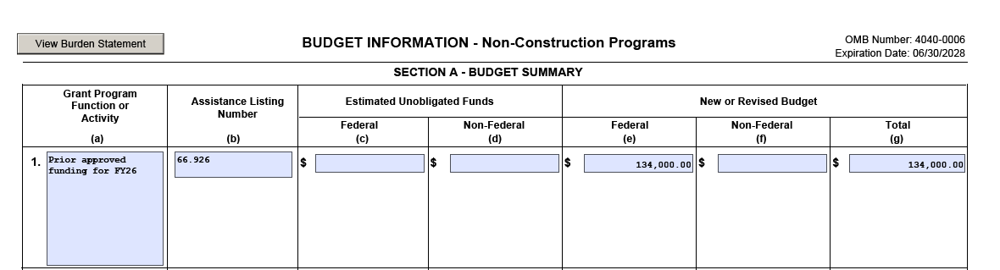 View Burden Statement
BUDGET INFORMATION - Non-Construction Programs
OMB Number: 4040-0006
Expiration Date: 06/30/2028
SECTION A - BUDGET SUMMARY
Grant Program
Function or
Activity
(a)
Assistance Listing
Number
(b)
Estimated Unobligated Funds
New or Revised Budget
Federal
(c)
Non-Federal
(d)
Federal
(e)
Non-Federal
(f)
Total
(g)
1.
Prior approved
funding for FY26
66.926
$
$
$ 134,000.00
$
$ 134,000.00